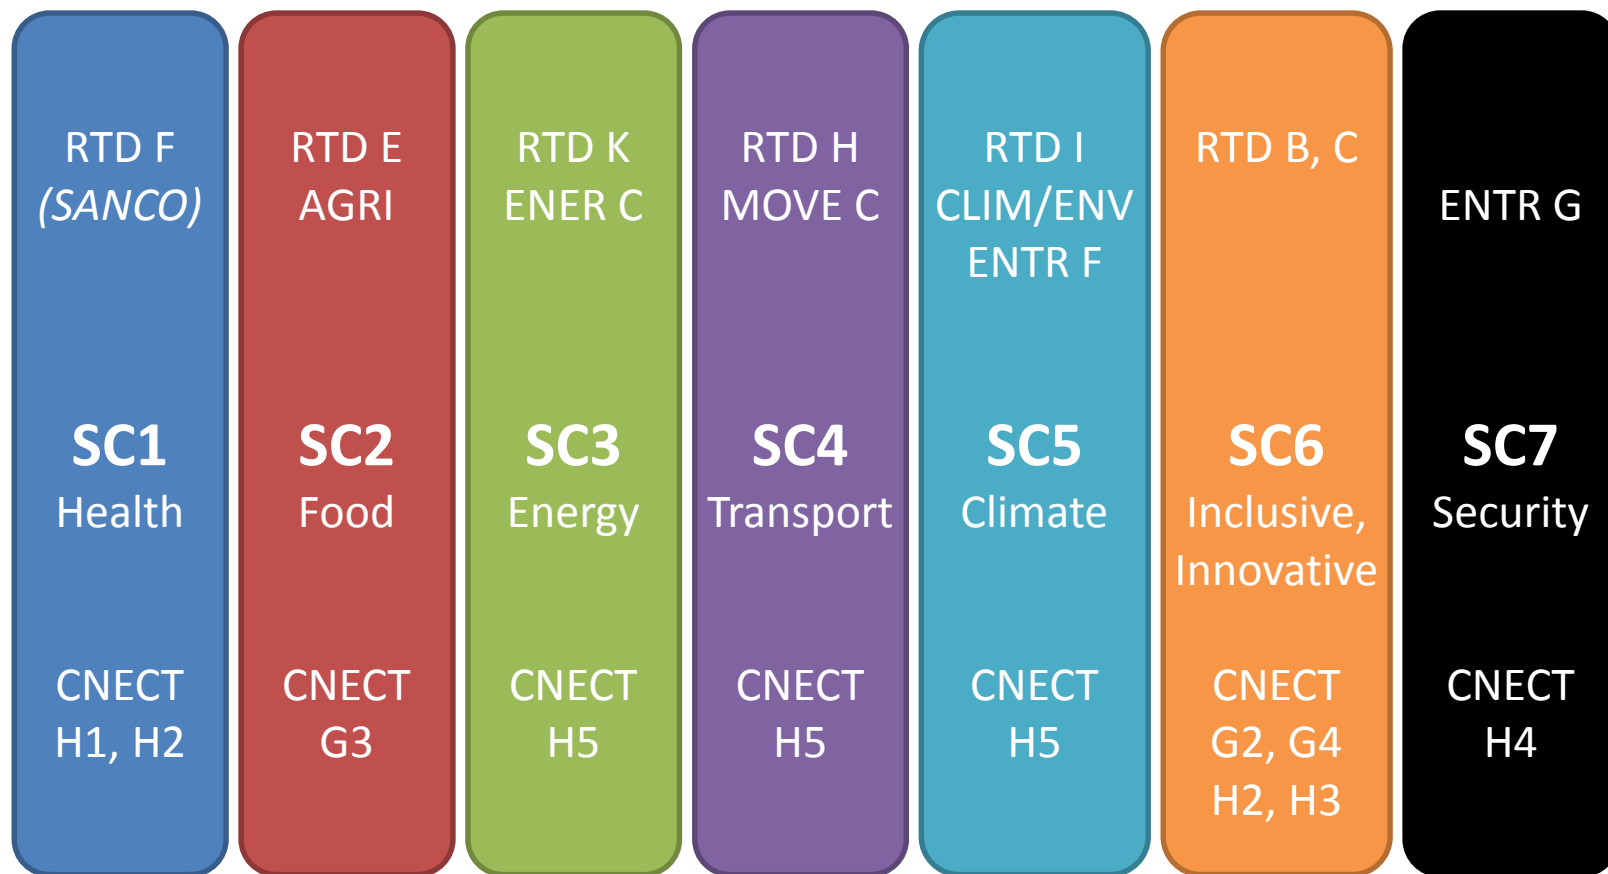 RTD F
(SANCO)
SC1
Health
CNECT
H1, H2
RTD E
AGRI
SC2
Food
CNECT
G3
RTD K
ENER C
SC3
Energy
CNECT
H5
RTD H
MOVE C
SC4
Transport
CNECT
H5
RTD I
CLIM/ENV
ENTR F
SC5
Climate
CNECT
H5
RTD B, C
SC6
Inclusive,
Innovative
CNECT
G2, G4
H2, H3
ENTR G
SC7
Security
CNECT
H4